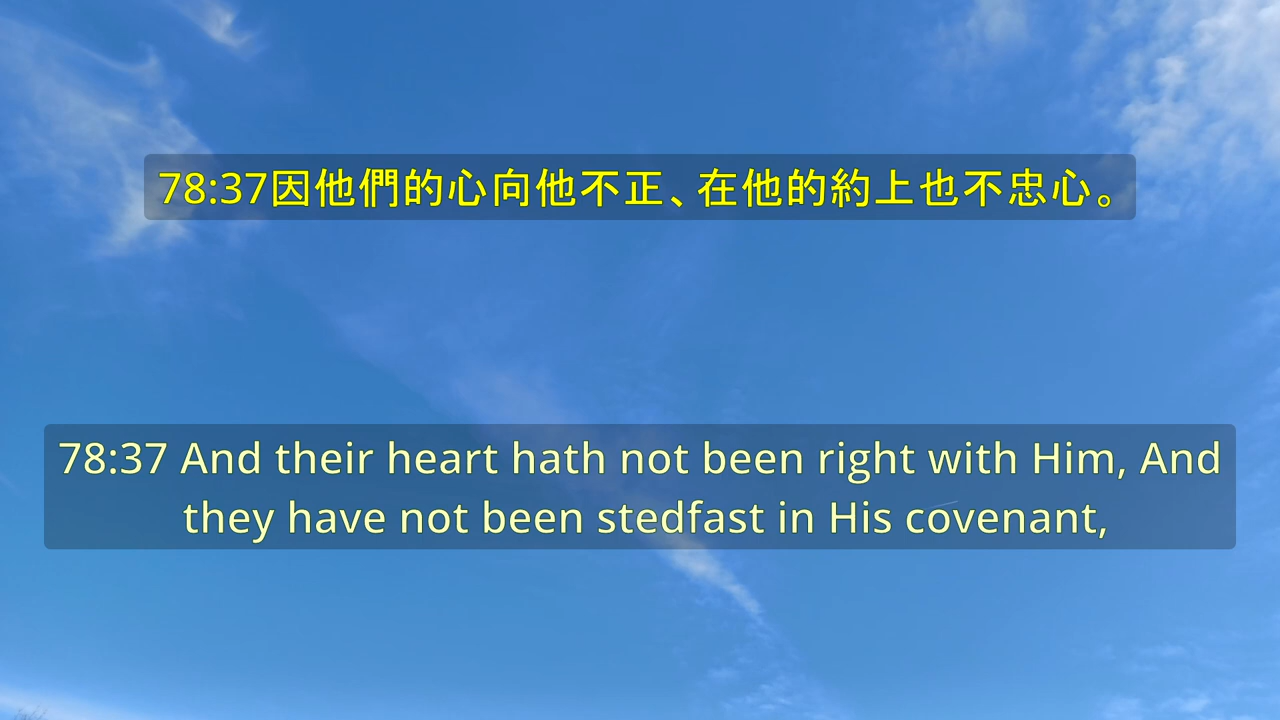 78:37因他們的心向他不正、在他的約上也不忠心。
78:37 And their heart hath not been right with Him, And
they have not been stedfast in His covenant,